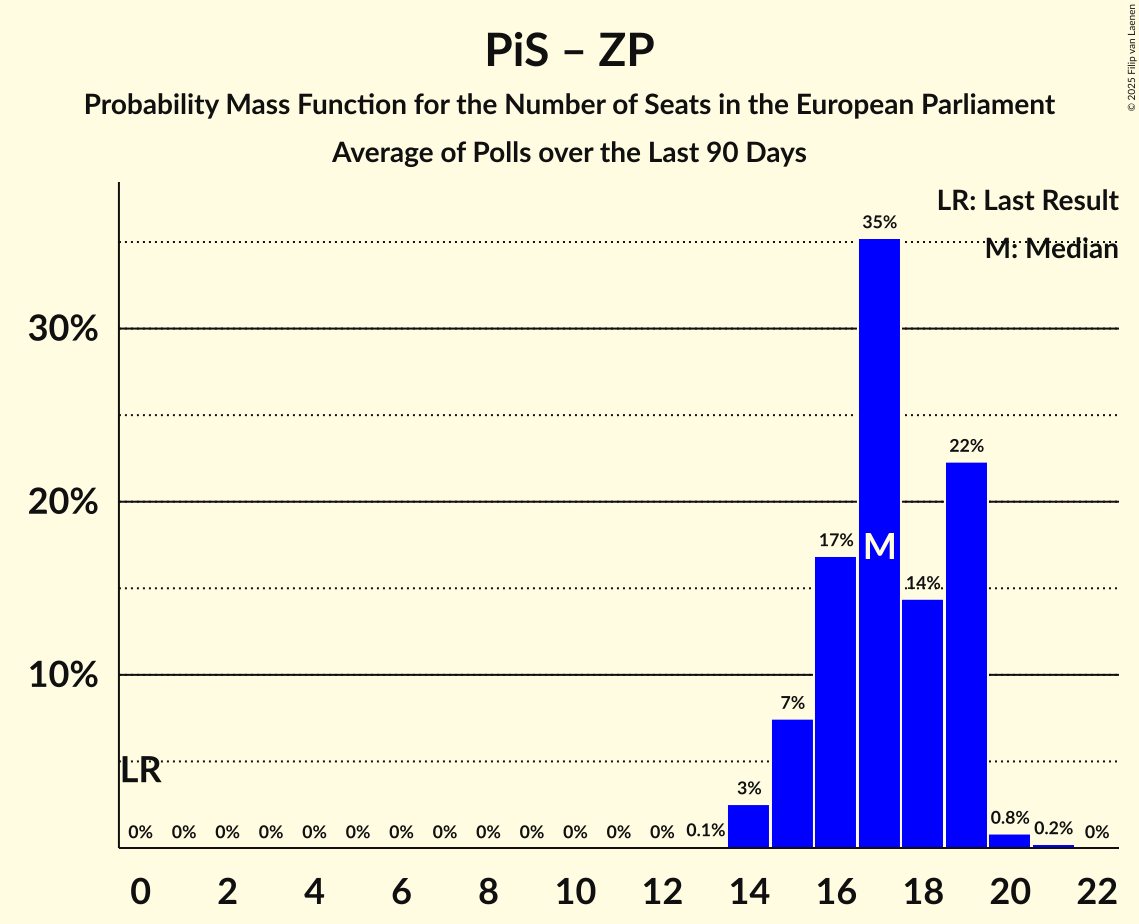 PiS – ZP
Probability Mass Function for the Number of Seats in the European Parliament
Average of Polls over the Last 90 Days
© 2025 Filip van Laenen
LR: Last Result
M: Median
35%
30%
22%
20%
17%
M
14%
10%
7%
LR
3%
0% 0% 0% 0% 0% 0% 0% 0% 0% 0% 0% 0% 0% 0.1% 0.8% 0.2% 0%
0 2 4 6 8 10 12 14 16 18 20 22